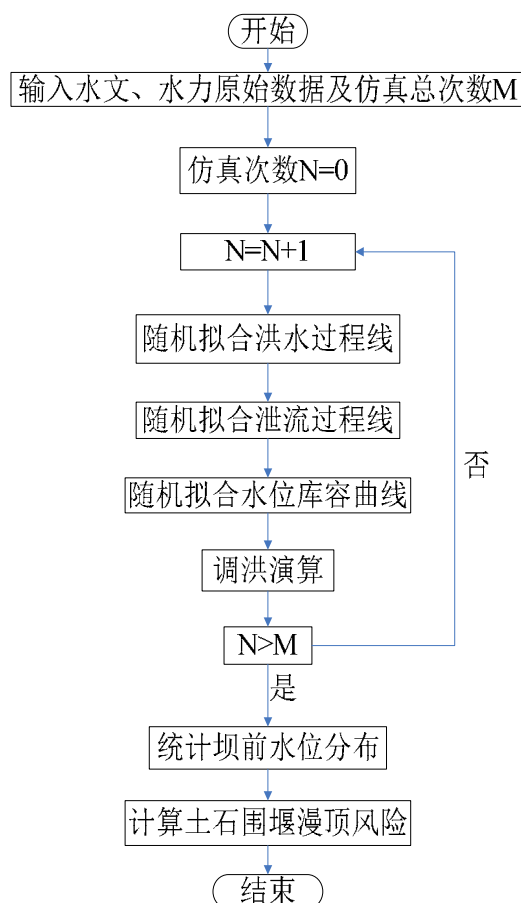 开始
输入水文、水力原始数据及仿真总次数M
仿真次数N=0
N=N+1
随机拟合洪水过程线
随机拟合泄流过程线
否
随机拟合水位库容曲线
调洪演算
N>M
是
统计坝前水位分布
计算土石围堰漫顶风险
结束